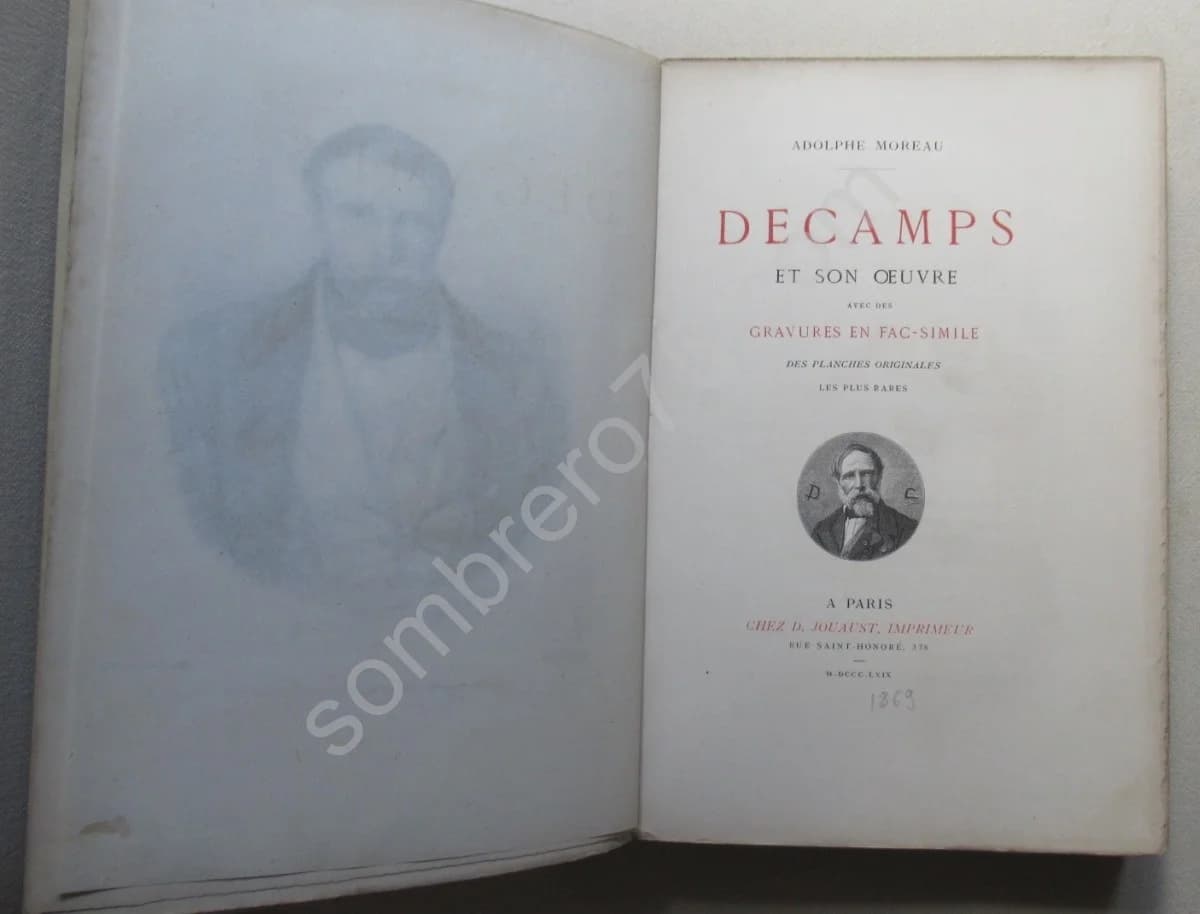 ADOLPHE MOREAU
DECAMPS
ET SON ŒUVRE
AVEC DES
GRAVURES EN FAC-SIMILE
DES PLANCHES ORIGINALES
LES PLUS RARES
D C
A PARIS
CHEZ D. JOUAUST, IMPRIMEUR
RUE SAINT-HONORÉ, 338
M·DCCC·LXIX
1869
sombrero7